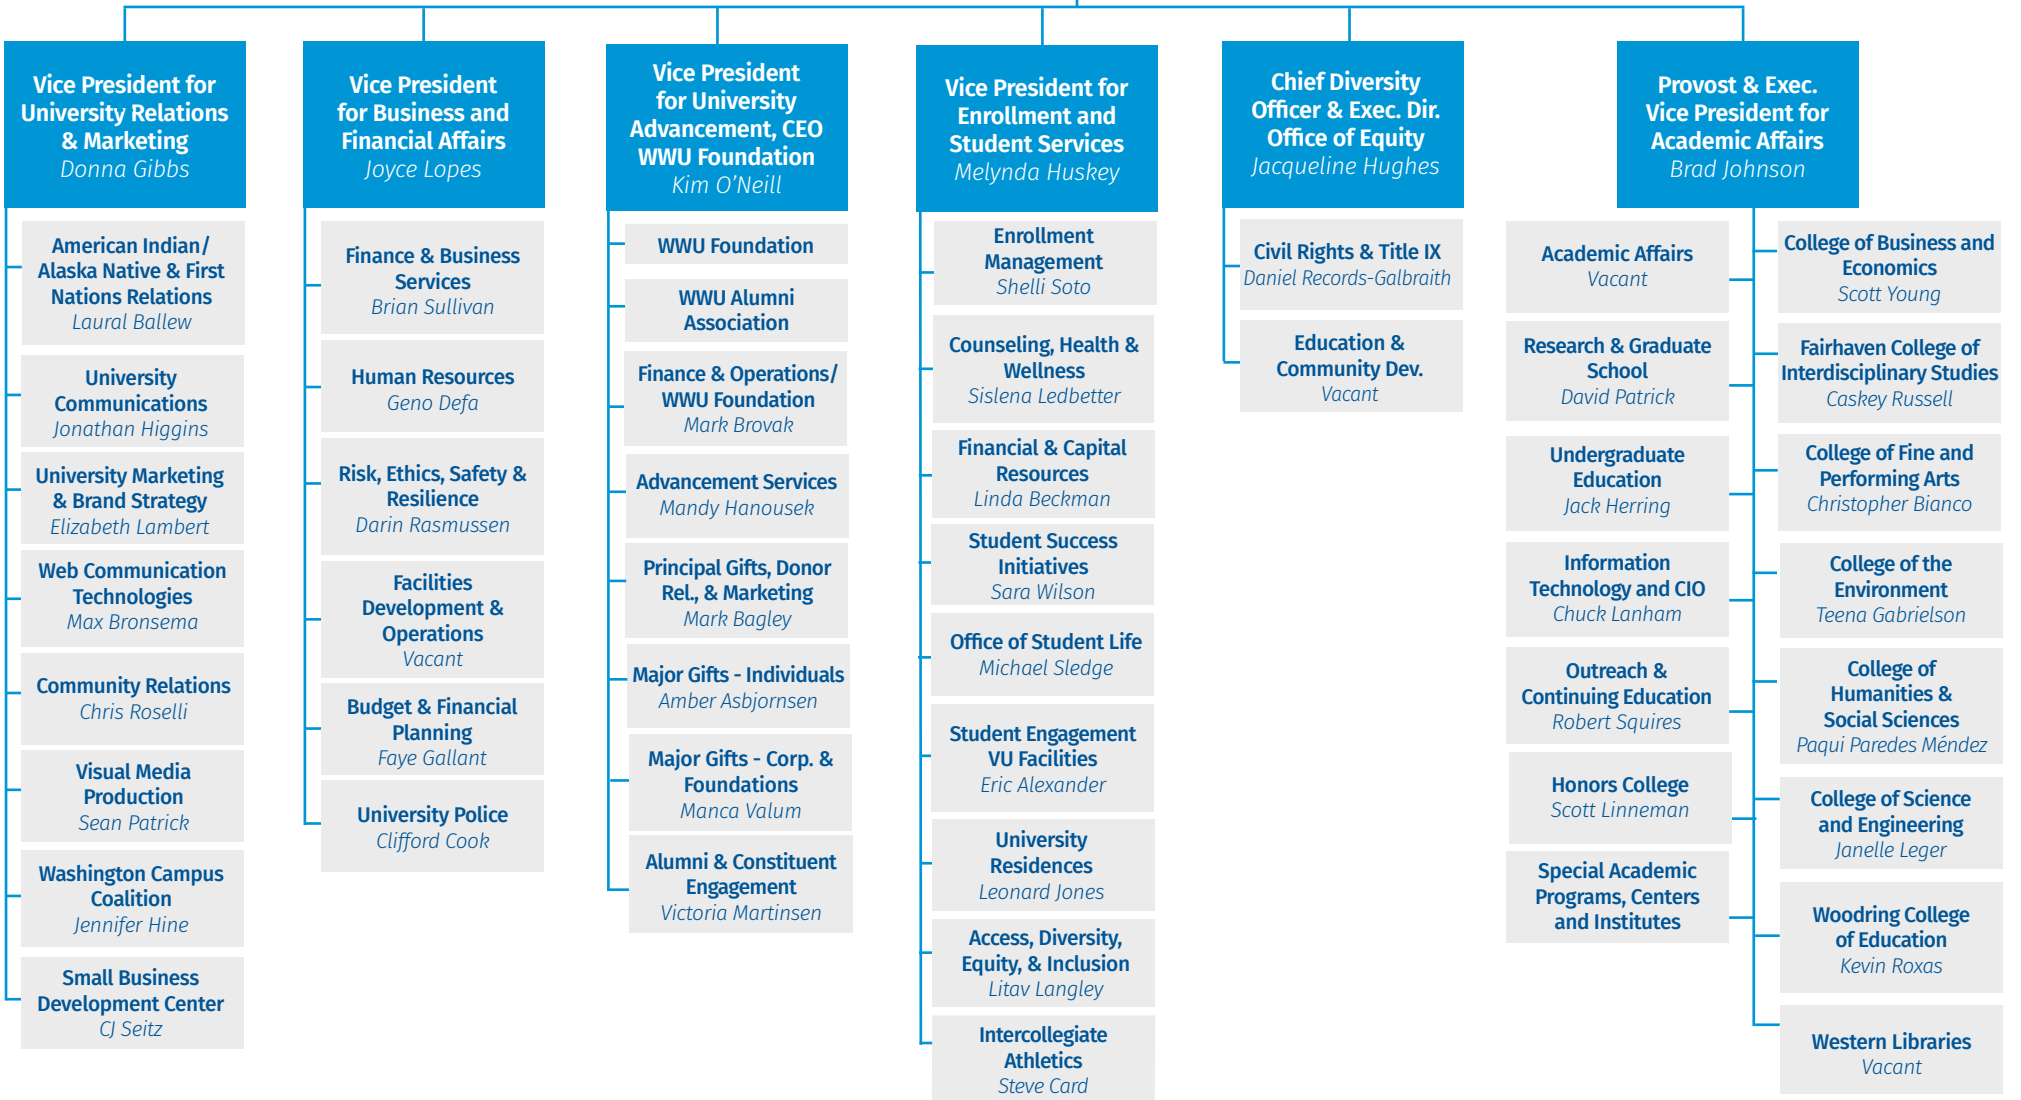 Vice President for
University Relations
& Marketing
Donna Gibbs
American Indian/
Alaska Native & First
Nations Relations
Laural Ballew
University
Communications
Jonathan Higgins
University Marketing
& Brand Strategy
Elizabeth Lambert
Web Communication
Technologies
Max Bronsema
Community Relations
Chris Roselli
Visual Media
Production
Sean Patrick
Washington Campus
Coalition
Jennifer Hine
Small Business
Development Center
CJ Seitz
Vice President
for Business and
Financial Affairs
Joyce Lopes
Finance & Business
Services
Brian Sullivan
Human Resources
Geno Defa
Risk, Ethics, Safety &
Resilience
Darin Rasmussen
Facilities
Development &
Operations
Vacant
Budget & Financial
Planning
Faye Gallant
University Police
Clifford Cook
Vice President
for University
Advancement, CEO
WWU Foundation
Kim O’Neill
WWU Foundation
WWU Alumni
Association
Finance & Operations/
WWU Foundation
Mark Brovak
Advancement Services
Mandy Hanousek
Principal Gifts, Donor
Rel., & Marketing
Mark Bagley
Major Gifts - Individuals
Amber Asbjornsen
Major Gifts - Corp. &
Foundations
Manca Valum
Alumni & Constituent
Engagement
Victoria Martinsen
Vice President for
Enrollment and
Student Services
Melynda Huskey
Enrollment
Management
Shelli Soto
Counseling, Health &
Wellness
Sislena Ledbetter
Financial & Capital
Resources
Linda Beckman
Student Success
Initiatives
Sara Wilson
Office of Student Life
Michael Sledge
Student Engagement
VU Facilities
Eric Alexander
University
Residences
Leonard Jones
Access, Diversity,
Equity, & Inclusion
Litav Langley
Intercollegiate
Athletics
Steve Card
Chief Diversity
Officer & Exec. Dir.
Office of Equity
Jacqueline Hughes
Civil Rights & Title IX
Daniel Records-Galbraith
Education &
Community Dev.
Vacant
Provost & Exec.
Vice President for
Academic Affairs
Brad Johnson
Academic Affairs
Vacant
Research & Graduate
School
David Patrick
Undergraduate
Education
Jack Herring
Information
Technology and CIO
Chuck Lanham
Outreach &
Continuing Education
Robert Squires
Honors College
Scott Linneman
Special Academic
Programs, Centers
and Institutes
College of Business and
Economics
Scott Young
Fairhaven College of
Interdisciplinary Studies
Caskey Russell
College of Fine and
Performing Arts
Christopher Bianco
College of the
Environment
Teena Gabrielson
College of
Humanities &
Social Sciences
Paqui Paredes Méndez
College of Science
and Engineering
Janelle Leger
Woodring College
of Education
Kevin Roxas
Western Libraries
Vacant